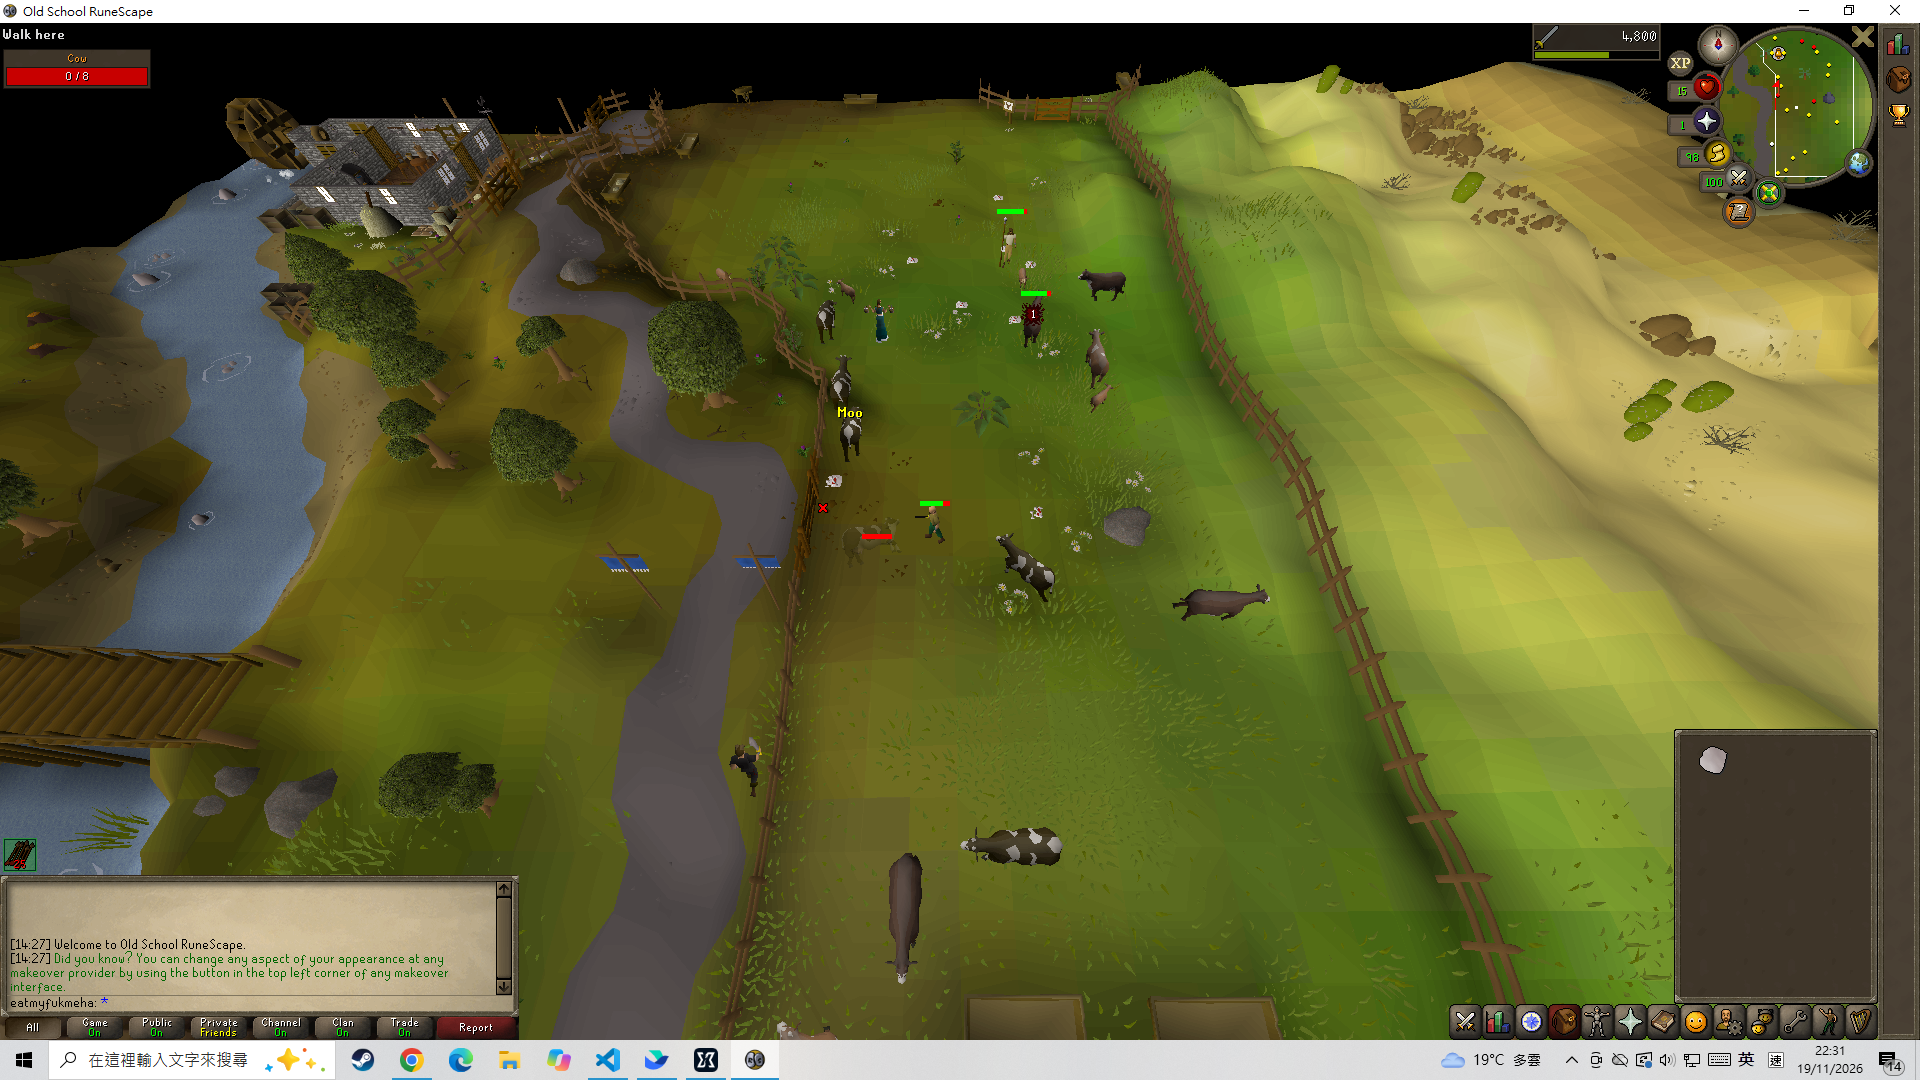 Old School RuneScape
Walk here
Cow
0 / 8
4,800
N
XP
15
1
98
100
1
Moo
25
[14:27] Welcome to Old School RuneScape.
[14:27] Did you know? You can change any aspect of your appearance at any
makeover provider by using the button in the top left corner of any makeover
interface.
eatmyfukmeha: *
All
Game
On
Public
On
Private
Friends
Channel
On
Clan
On
Trade
On
Report
在這裡輸入文字來搜尋
19°C 多雲
英
速
22:31
19/11/2026
14